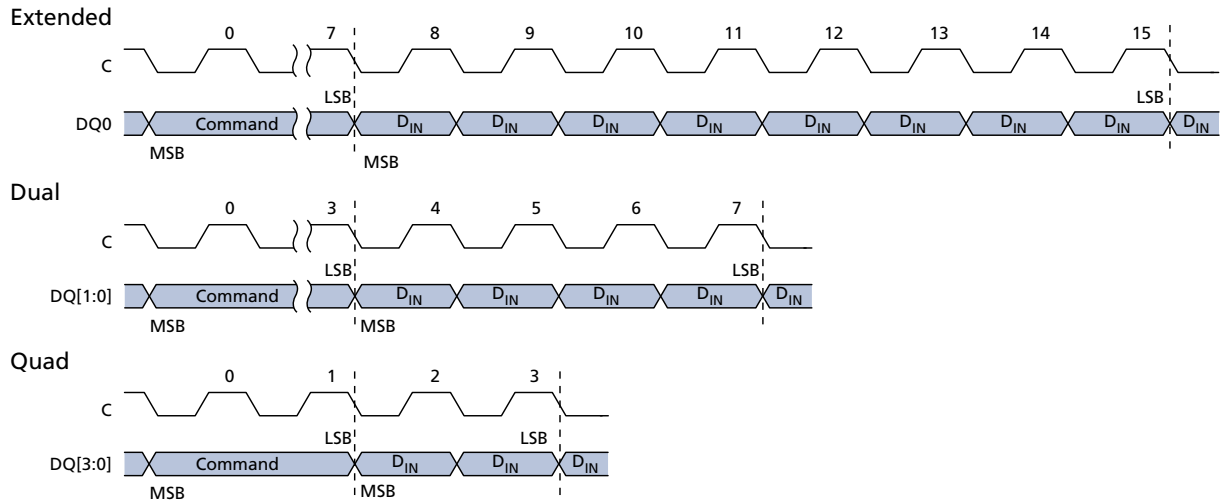 Extended
0 7 8 9 10 11 12 13 14 15
C
LSB LSB
DQ0 Command DIN DIN DIN DIN DIN DIN DIN DIN DIN
MSB MSB
Dual
0 3 4 5 6 7
C
LSB LSB
DQ[1:0] Command DIN DIN DIN DIN DIN
MSB MSB
Quad
0 1 2 3
C
LSB LSB
DQ[3:0] Command DIN DIN DIN
MSB MSB